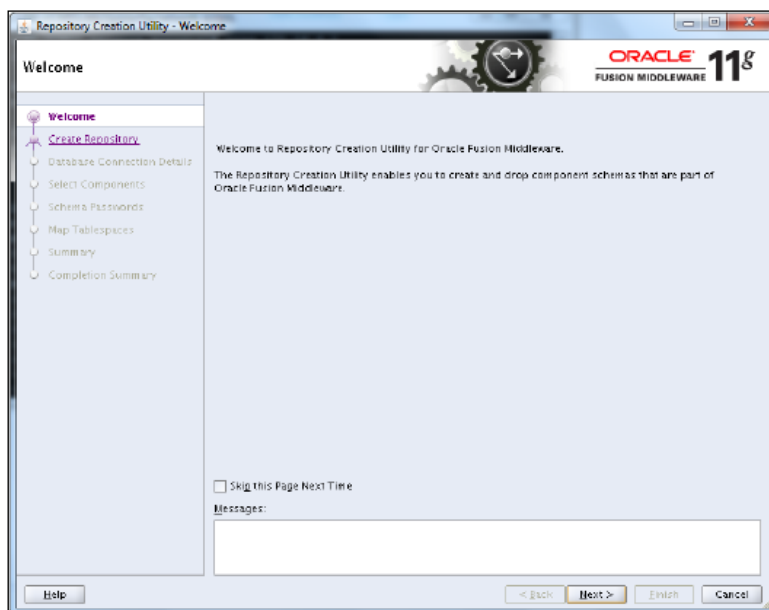 Repository Creation Utility - Welcome
Welcome
ORACLE
FUSION MIDDLEWARE 11g
Welcome
Create Repository
Database Connection Details
Select Components
Schema Passwords
Map Tablespaces
Summary
Completion Summary
Welcome to Repository Creation Utility for Oracle Fusion Middleware.
The Repository Creation Utility enables you to create and drop component schemas that are part of
Oracle Fusion Middleware.
Skip this Page Next Time
Messages:
Help
< Back
Next >
Finish
Cancel